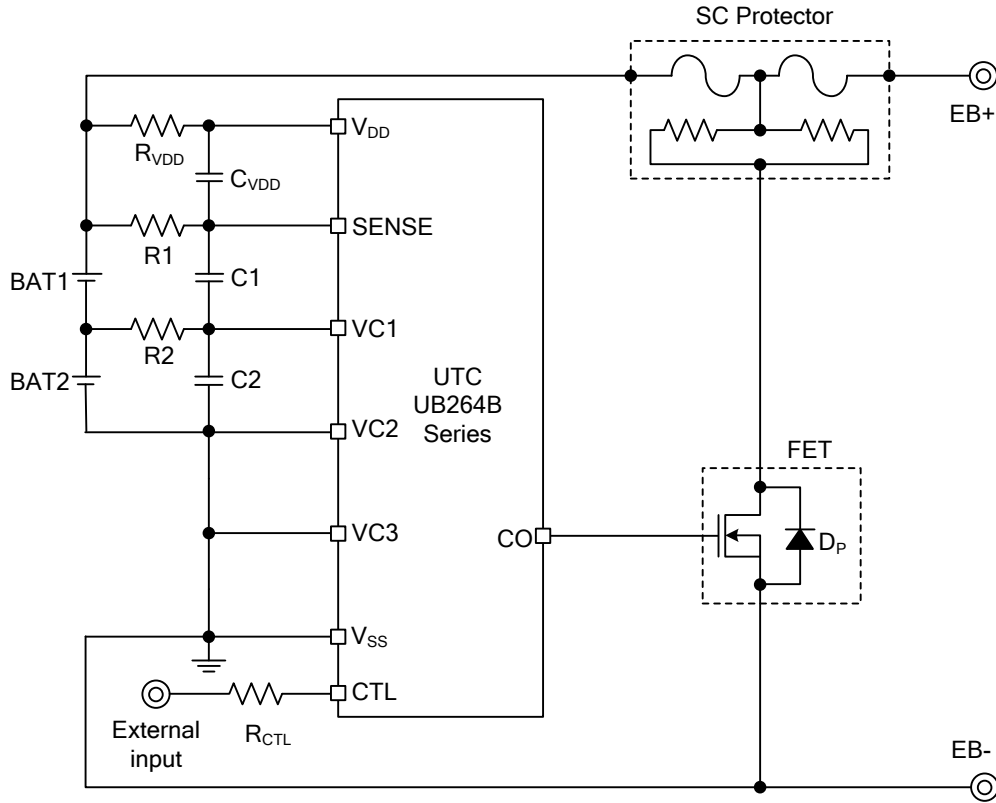 SC Protector
EB+
VDD
RVDD
CVDD
SENSE
R1
BAT1
C1
VC1
R2
BAT2
C2
UTC
UB264B
Series
VC2
FET
VC3
CO
DP
VSS
CTL
External
input
RCTL
EB-